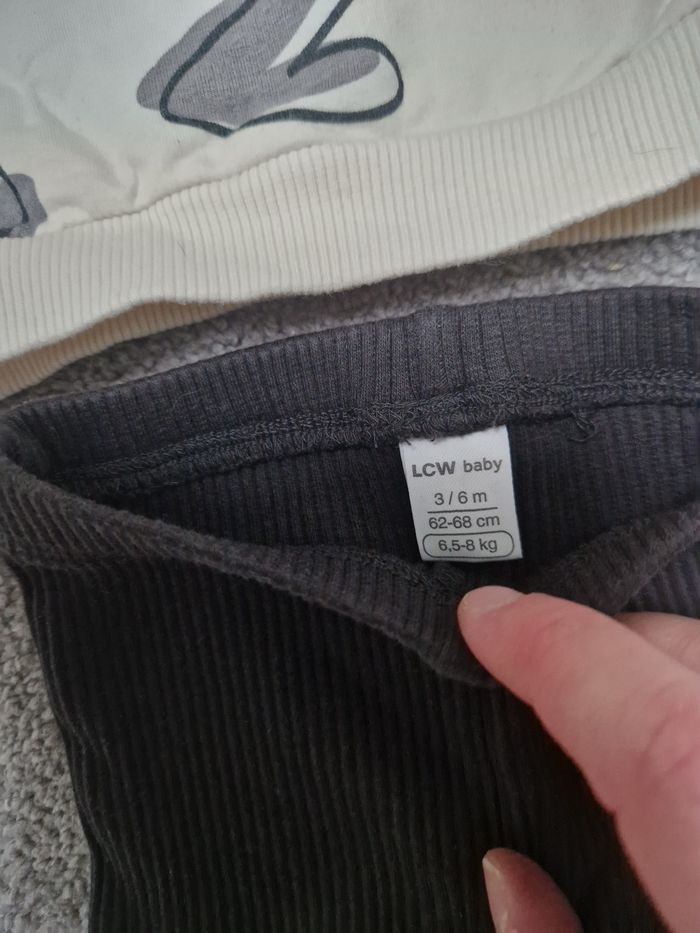 LCW baby
3 / 6 m
62-68 cm
6,5-8 kg